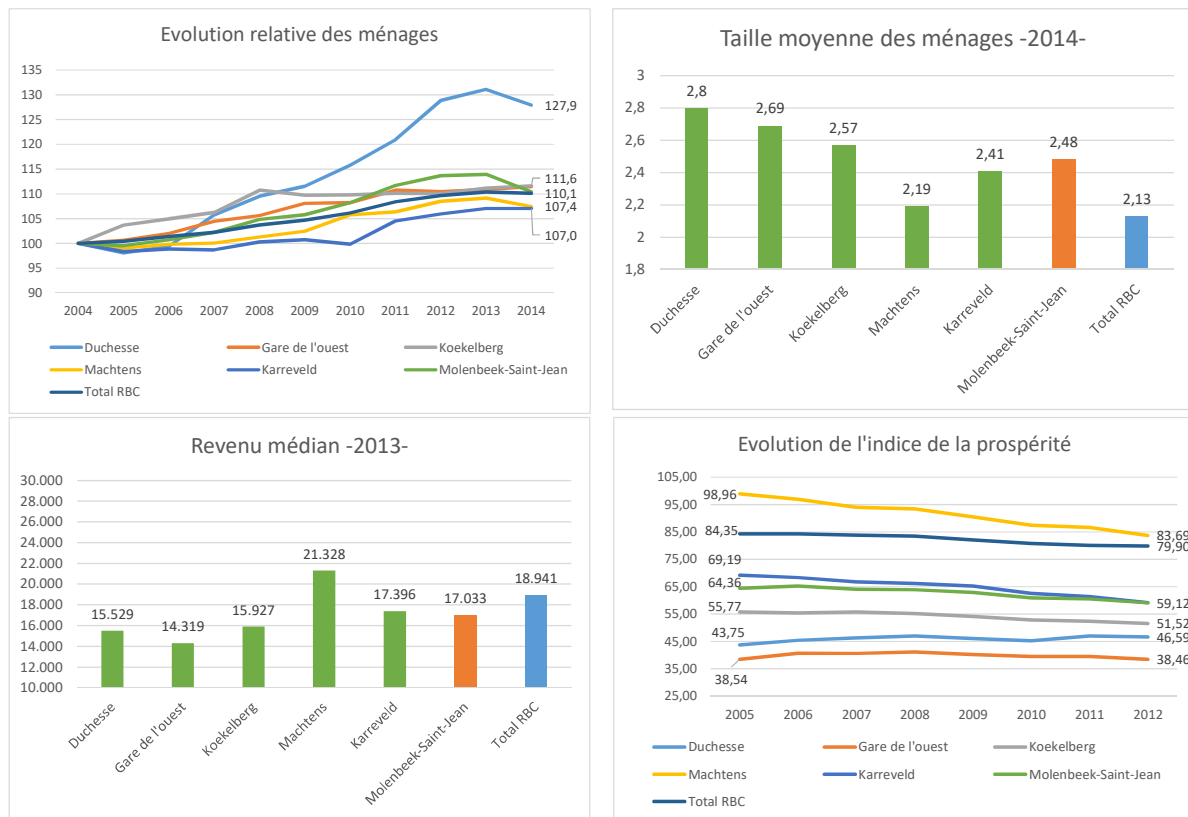 Evolution relative des ménages
135
130
125
120
115
110
105
100
95
90
127,9
111,6
110,1
107,4
107,0
2004 2005 2006 2007 2008 2009 2010 2011 2012 2013 2014
Duchesse Gare de l'ouest Koekelberg
Machtens Karreveld Molenbeek-Saint-Jean
Total RBC
Taille moyenne des ménages -2014-
3
2,8
2,6
2,4
2,2
2
1,8
2,8
2,69
2,57
2,19
2,41
2,48
2,13
Duchesse
Gare de l'ouest
Koekelberg
Machtens
Karreveld
Molenbeek-Saint-Jean
Total RBC
Revenu médian -2013-
30.000
28.000
26.000
24.000
22.000
20.000
18.000
16.000
14.000
12.000
10.000
15.529
14.319
15.927
21.328
17.396
17.033
18.941
Duchesse
Gare de l'ouest
Koekelberg
Machtens
Karreveld
Molenbeek-Saint-Jean
Total RBC
Evolution de l'indice de la prospérité
105,00
95,00
85,00
75,00
65,00
55,00
45,00
35,00
25,00
98,96
84,35
69,19
64,36
55,77
43,75
38,54
83,69
79,90
59,12
51,52
46,59
38,46
2005 2006 2007 2008 2009 2010 2011 2012
Duchesse Gare de l'ouest Koekelberg
Machtens Karreveld Molenbeek-Saint-Jean
Total RBC